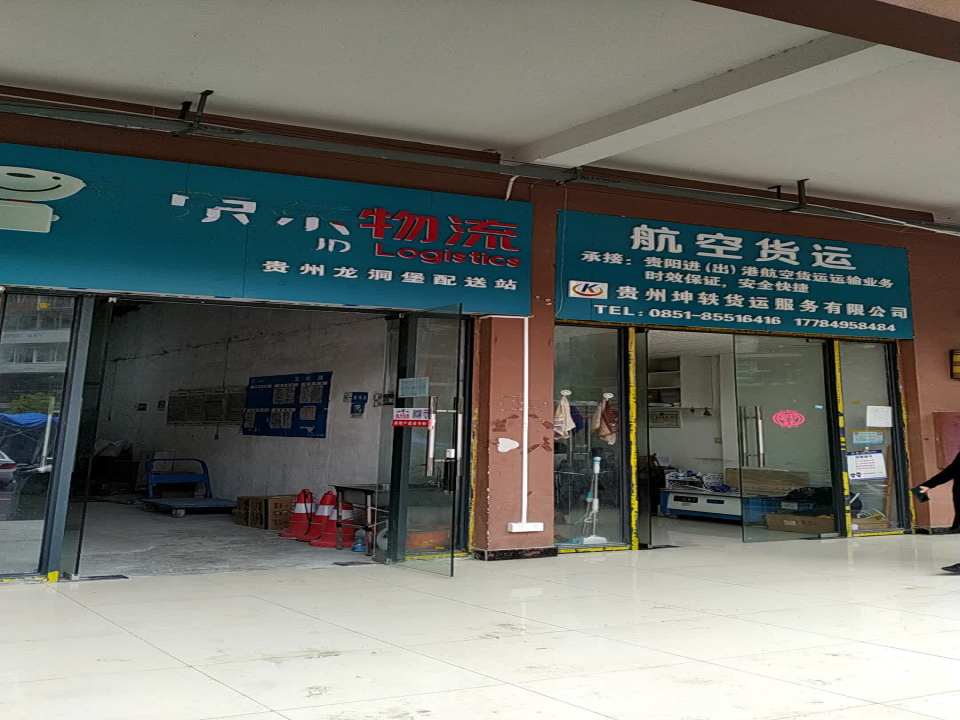 京东物流
JD Logistics
贵州龙洞堡配送站
航空货运
承接：贵阳进(出)港航空货运运输业务
时效保证，安全快捷
贵州坤轶货运服务有限公司
TEL：0851-85516416 17784958484